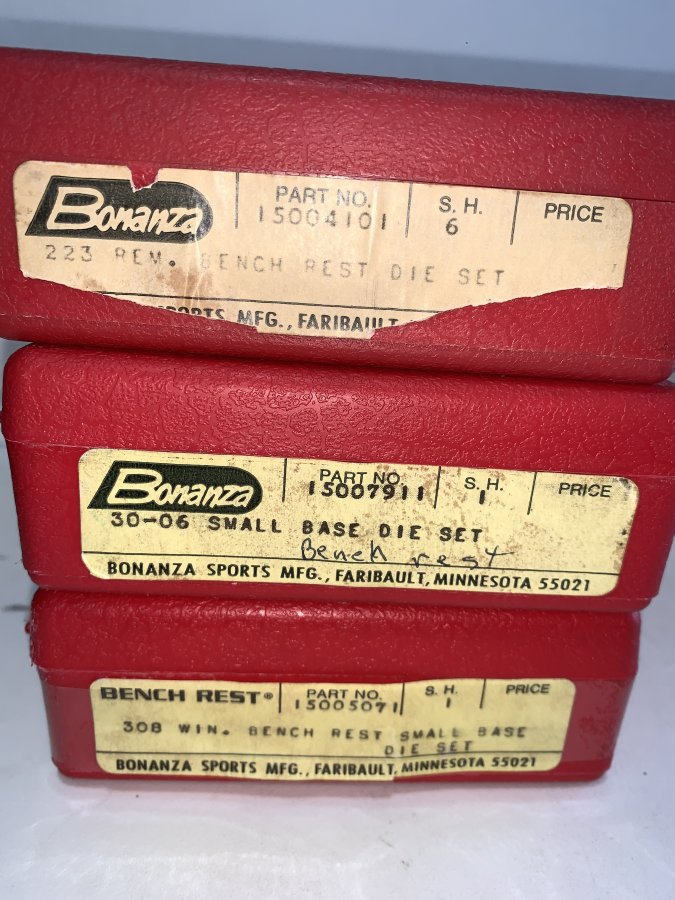 Bonanza PART NO. S. H. PRICE
15004101 6
223 REM. BENCH REST DIE SET
SPORTS MFG., FARIBAULT
Bonanza PART NO. S. H. PRICE
15007911 1
30-06 SMALL BASE DIE SET
Bench rest
BONANZA SPORTS MFG., FARIBAULT, MINNESOTA 55021
BENCH REST® PART NO. S. H. PRICE
15005071 1
308 WIN. BENCH REST SMALL BASE
DIE SET
BONANZA SPORTS MFG., FARIBAULT, MINNESOTA 55021